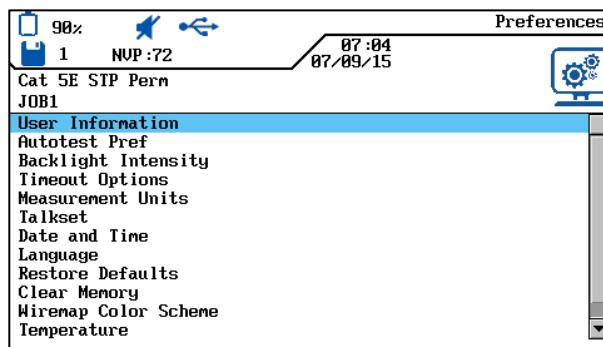 90% Preferences
1 NVP:72 07:04
07/09/15
Cat 5E STP Perm
JOB1
User Information
Autotest Pref
Backlight Intensity
Timeout Options
Measurement Units
Talkset
Date and Time
Language
Restore Defaults
Clear Memory
Wiremap Color Scheme
Temperature